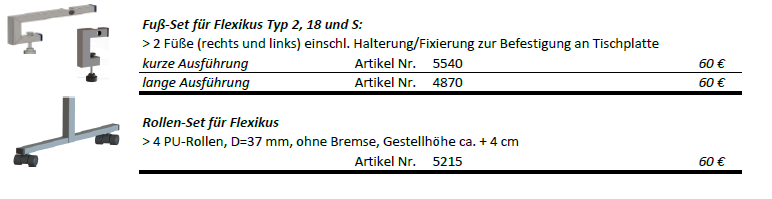 Fuß-Set für Flexikus Typ 2, 18 und S:
> 2 Füße (rechts und links) einschl. Halterung/Fixierung zur Befestigung an Tischplatte
kurze Ausführung Artikel Nr. 5540 60 €
lange Ausführung Artikel Nr. 4870 60 €
Rollen-Set für Flexikus
> 4 PU-Rollen, D=37 mm, ohne Bremse, Gestellhöhe ca. + 4 cm
Artikel Nr. 5215 60 €